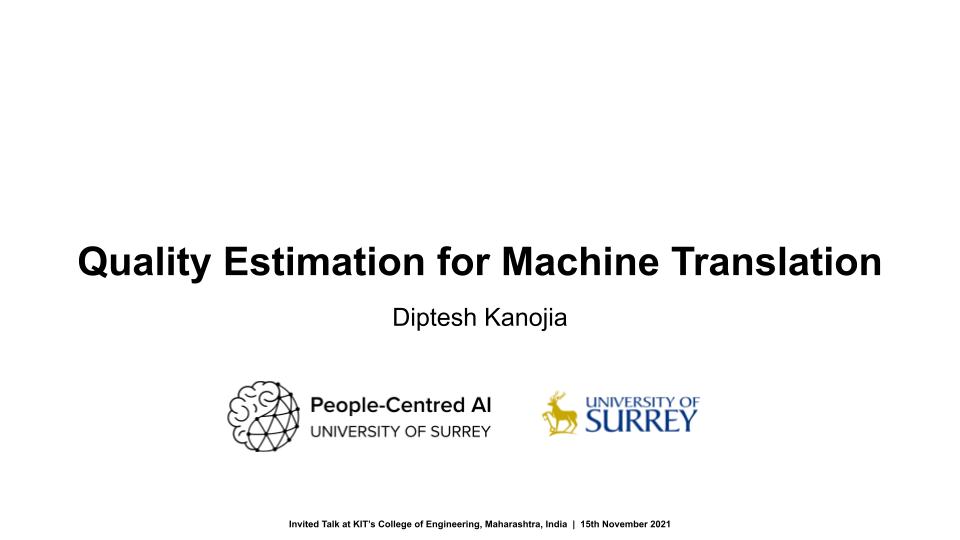 Quality Estimation for Machine Translation
Diptesh Kanojia
People-Centred AI
UNIVERSITY OF SURREY
UNIVERSITY OF
SURREY
Invited Talk at KIT's College of Engineering, Maharashtra, India | 15th November 2021